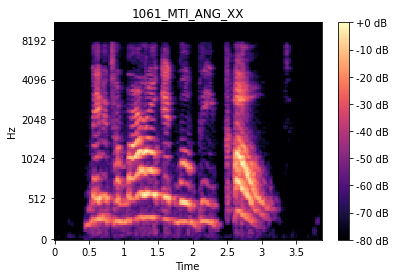 1061_MTI_ANG_XX
8192
4096
2048
1024
512
0
Hz
0 0.5 1 1.5 2 2.5 3 3.5
Time
+0 dB
-10 dB
-20 dB
-30 dB
-40 dB
-50 dB
-60 dB
-70 dB
-80 dB